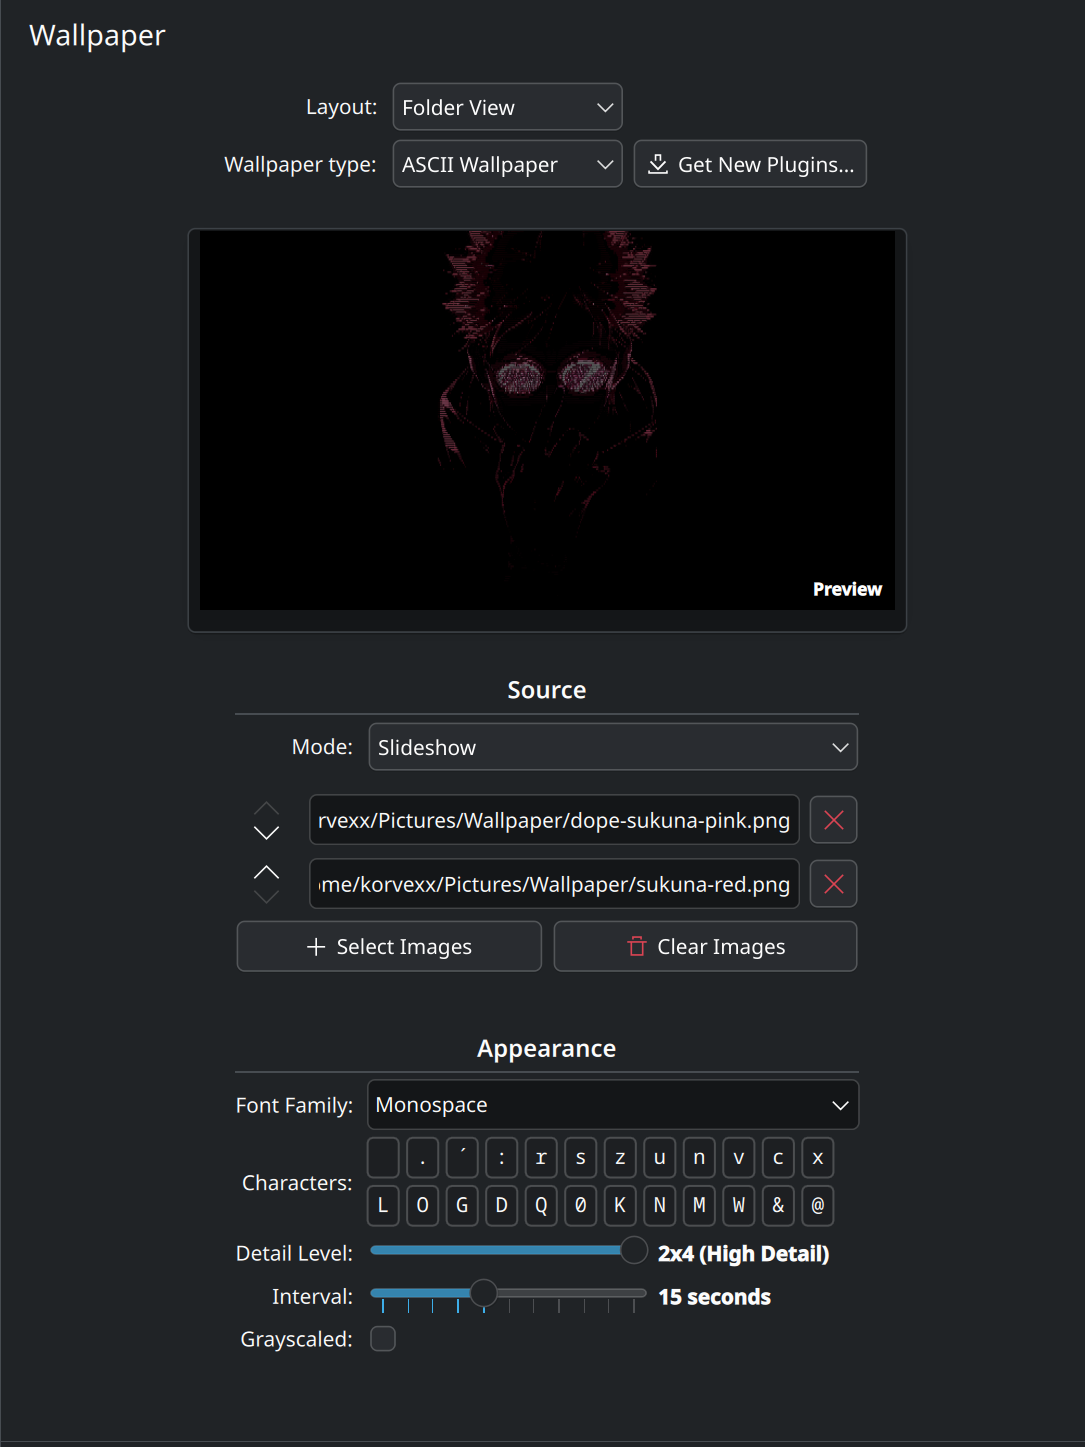 Wallpaper
Layout: Folder View
Wallpaper type: ASCII Wallpaper Get New Plugins...
Preview
Source
Mode: Slideshow
rvexx/Pictures/Wallpaper/dope-sukuna-pink.png
me/korvexx/Pictures/Wallpaper/sukuna-red.png
Select Images Clear Images
Appearance
Font Family: Monospace
Characters:
. ´ : r s z u n v c x
L O G D Q 0 K N M W & @
Detail Level: 2x4 (High Detail)
Interval: 15 seconds
Grayscaled: